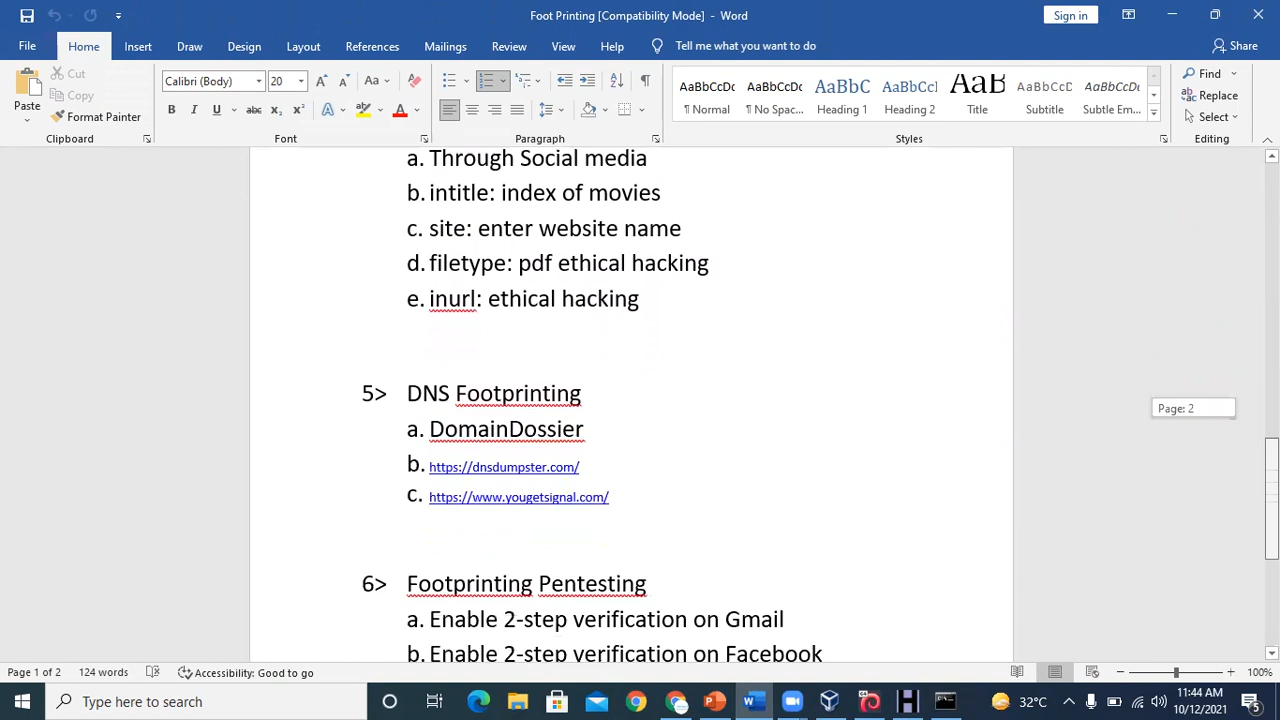 Foot Printing [Compatibility Mode] - Word
Sign in
File Home Insert Draw Design Layout References Mailings Review View Help Tell me what you want to do Share
Paste
Cut
Copy
Format Painter
Clipboard
Calibri (Body) 20
Font
Paragraph
AaBbCcDc AaBbCcDc AaBbC AaBbCcI AaB AaBbCcD AaBbCcDt
¶ Normal ¶ No Spac... Heading 1 Heading 2 Title Subtitle Subtle Em...
Styles
Find
Replace
Select
Editing
a. Through Social media
b. intitle: index of movies
c. site: enter website name
d. filetype: pdf ethical hacking
e. inurl: ethical hacking
5> DNS Footprinting
Page: 2
a. DomainDossier
b. https://dnsdumpster.com/
c. https://www.yougetsignal.com/
6> Footprinting Pentesting
a. Enable 2-step verification on Gmail
b. Enable 2-step verification on Facebook
Page 1 of 2 124 words Accessibility: Good to go 100%
Type here to search
32°C
11:44 AM
10/12/2021